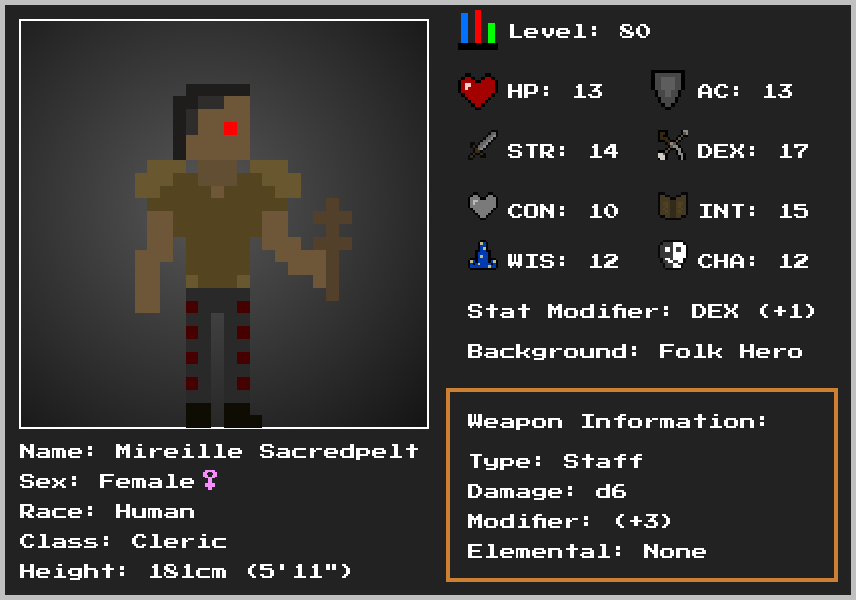 Level: 80
HP: 13
AC: 13
STR: 14
DEX: 17
CON: 10
INT: 15
WIS: 12
CHA: 12
Stat Modifier: DEX (+1)
Background: Folk Hero
Weapon Information:
Type: Staff
Damage: d6
Modifier: (+3)
Elemental: None
Name: Mireille Sacredpelt
Sex: Female♀
Race: Human
Class: Cleric
Height: 181cm (5'11")